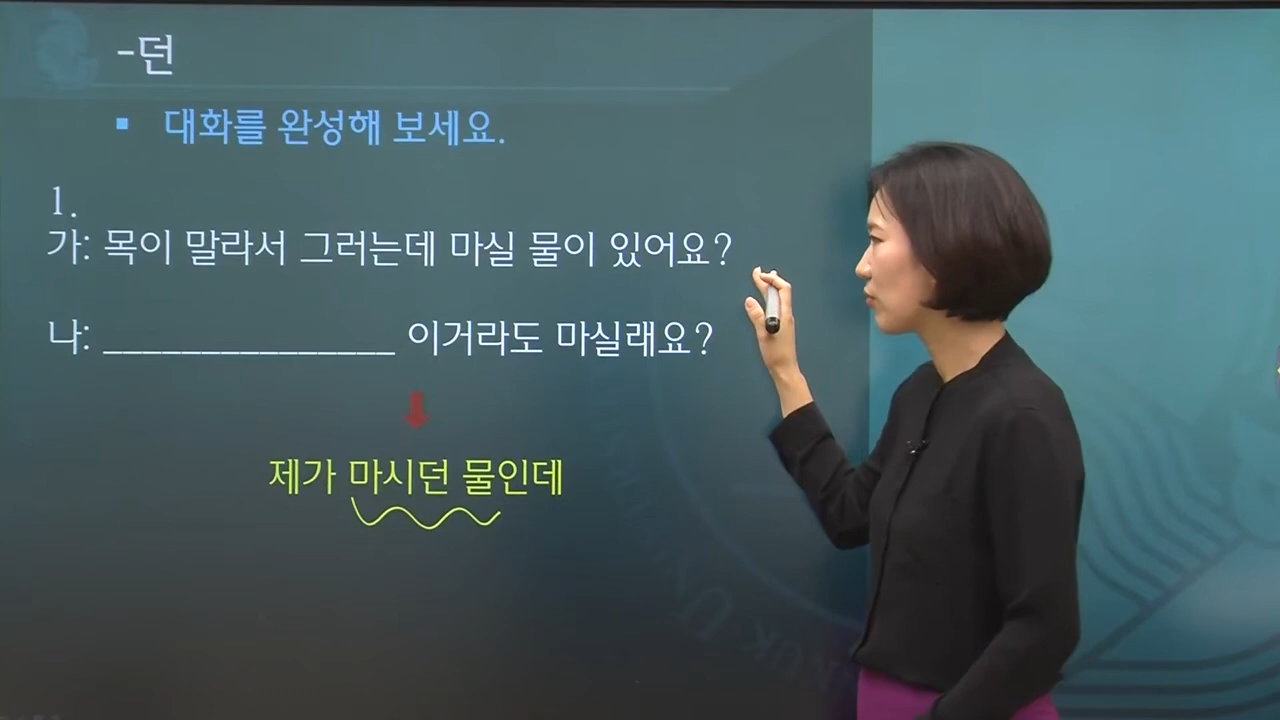 -던
▪ 대화를 완성해 보세요.
1.
가: 목이 말라서 그러는데 마실 물이 있어요?
나: _______________ 이거라도 마실래요?
제가 마시던 물인데